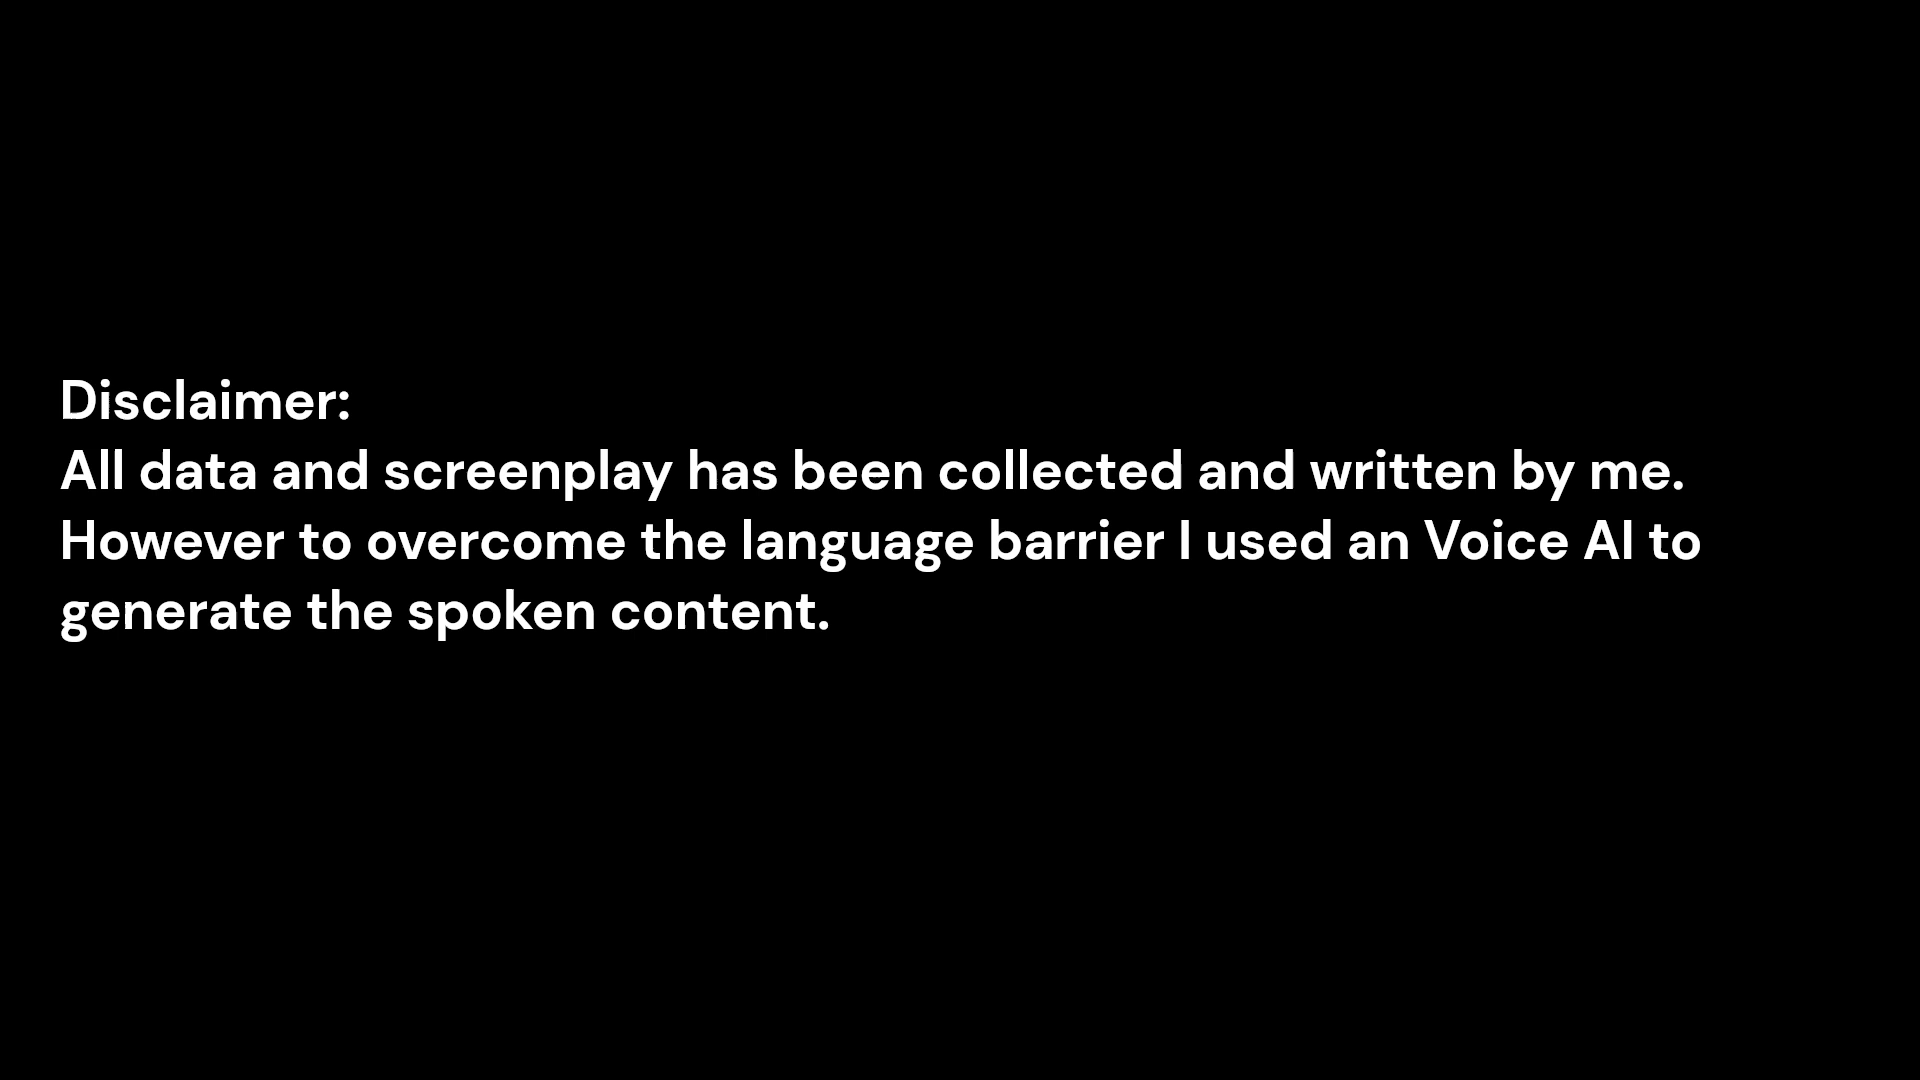 Disclaimer:
All data and screenplay has been collected and written by me.
However to overcome the language barrier I used an Voice AI to
generate the spoken content.